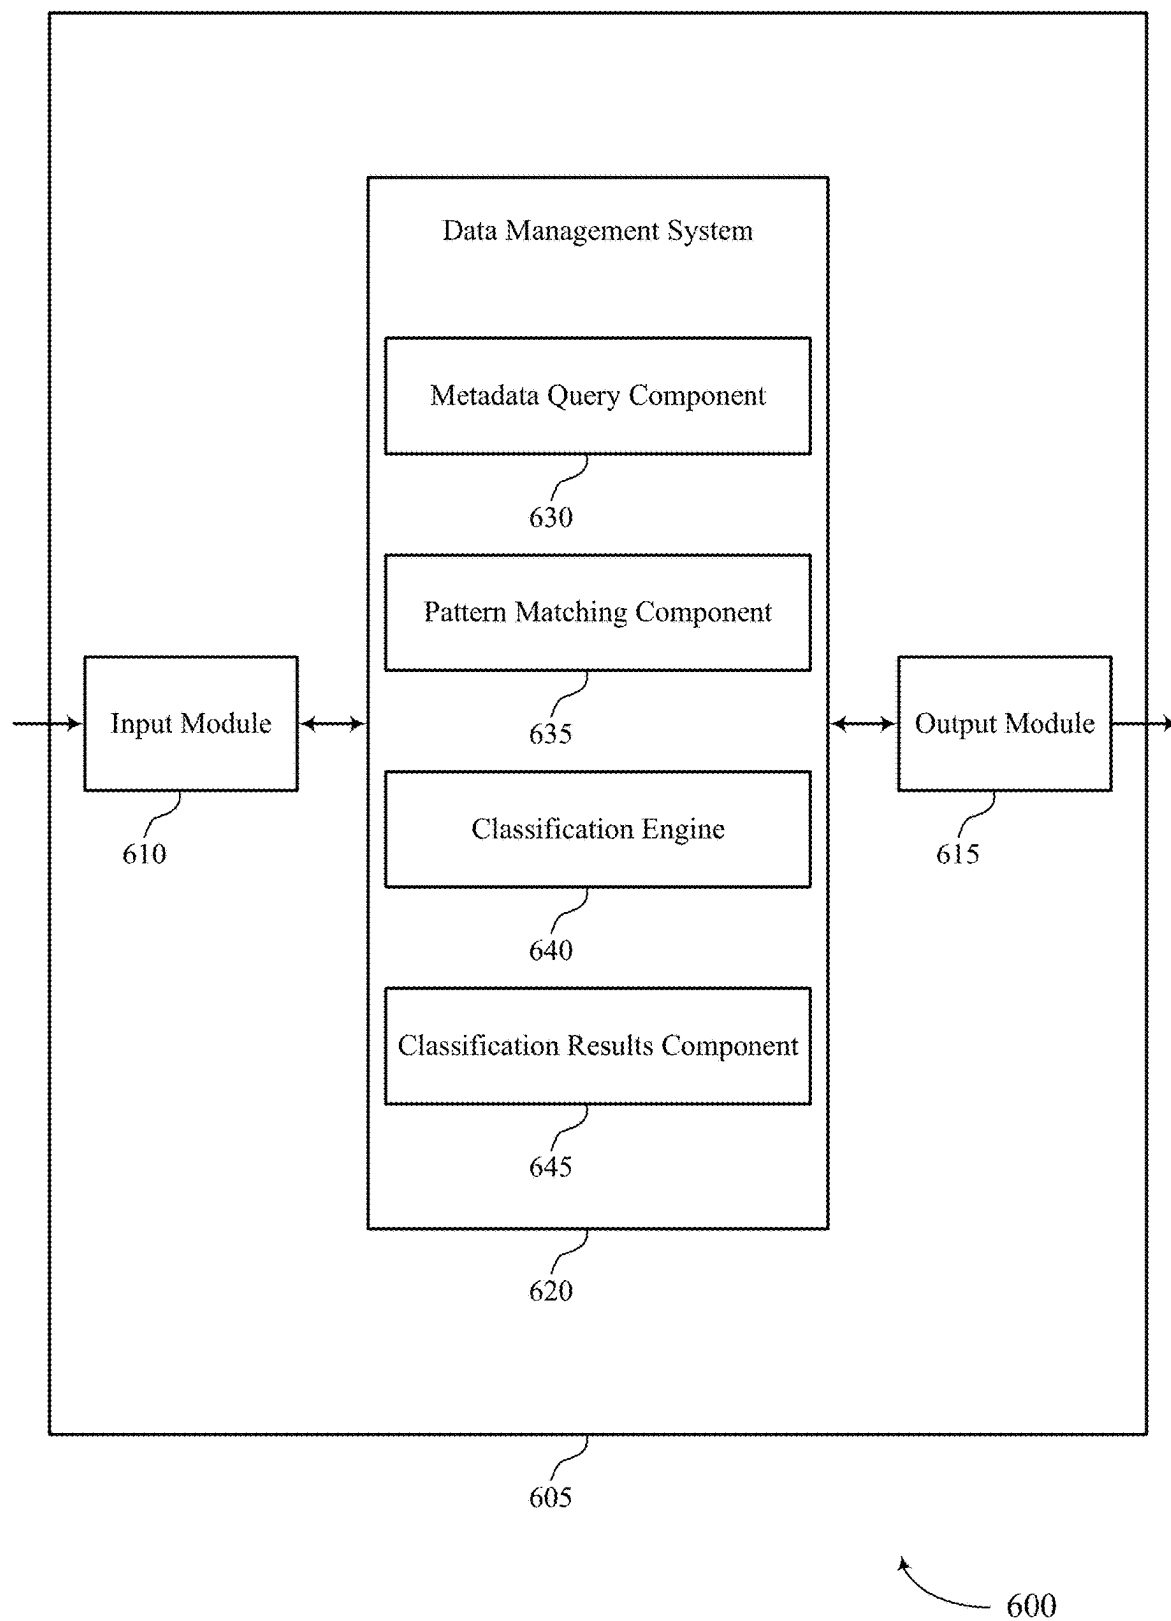 Data Management System
Metadata Query Component
630
Pattern Matching Component
635
Input Module
610
Output Module
615
Classification Engine
640
Classification Results Component
645
620
605
600